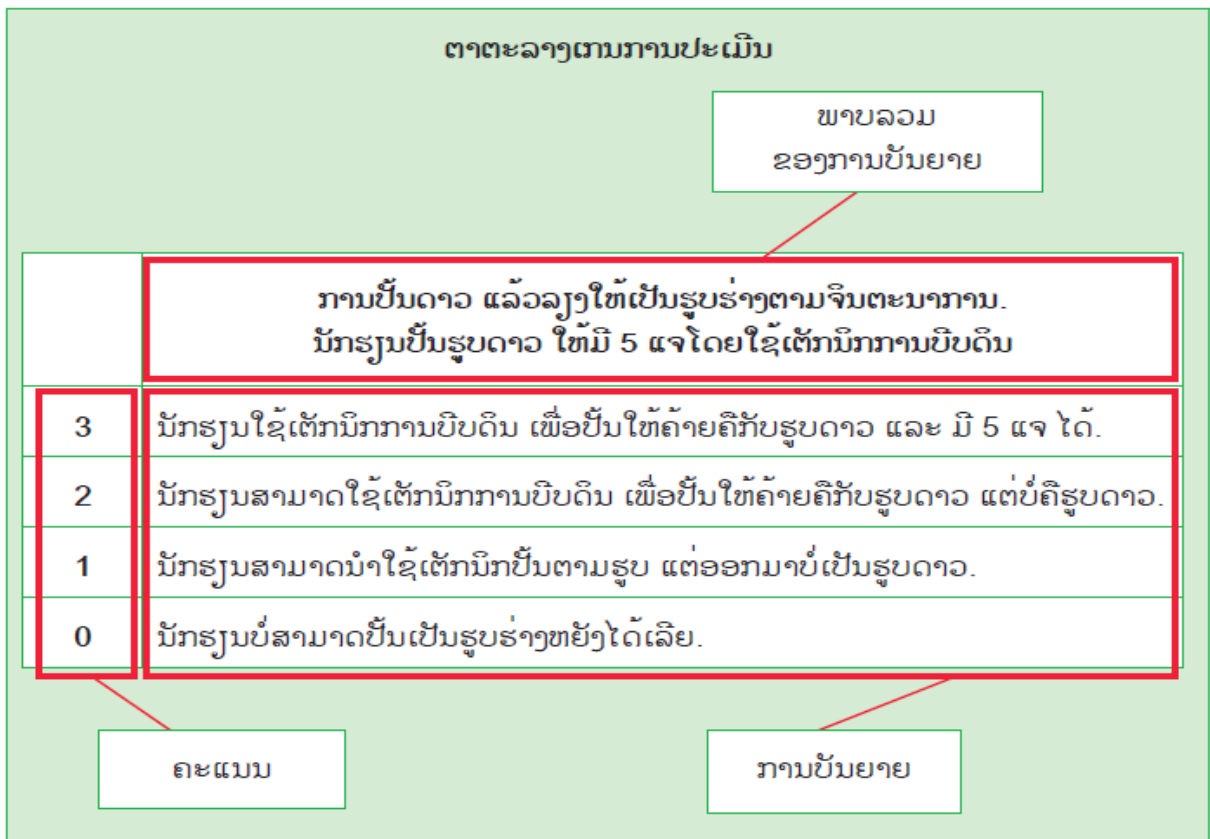 ຕາຕະລາງເກນການປະເມີນ
ພາບລວມ
ຂອງການບັນຍາຍ
ການປັ້ນດາວ ແລ້ວລຽງໃຫ້ເປັນຮູບຮ່າງຕາມຈິນຕະນາການ.
ນັກຮຽນປັ້ນຮູບດາວ ໃຫ້ມີ 5 ແຈໂດຍໃຊ້ເຕັກນິກການບີບດິນ
3 ນັກຮຽນໃຊ້ເຕັກນິກການບີບດິນ ເພື່ອປັ້ນໃຫ້ຄ້າຍຄືກັບຮູບດາວ ແລະ ມີ 5 ແຈ ໄດ້.
2 ນັກຮຽນສາມາດໃຊ້ເຕັກນິກການບີບດິນ ເພື່ອປັ້ນໃຫ້ຄ້າຍຄືກັບຮູບດາວ ແຕ່ບໍ່ຄືຮູບດາວ.
1 ນັກຮຽນສາມາດນຳໃຊ້ເຕັກນິກປັ້ນຕາມຮູບ ແຕ່ອອກມາບໍ່ເປັນຮູບດາວ.
0 ນັກຮຽນບໍ່ສາມາດປັ້ນເປັນຮູບຮ່າງຫຍັງໄດ້ເລີຍ.
ຄະແນນ
ການບັນຍາຍ